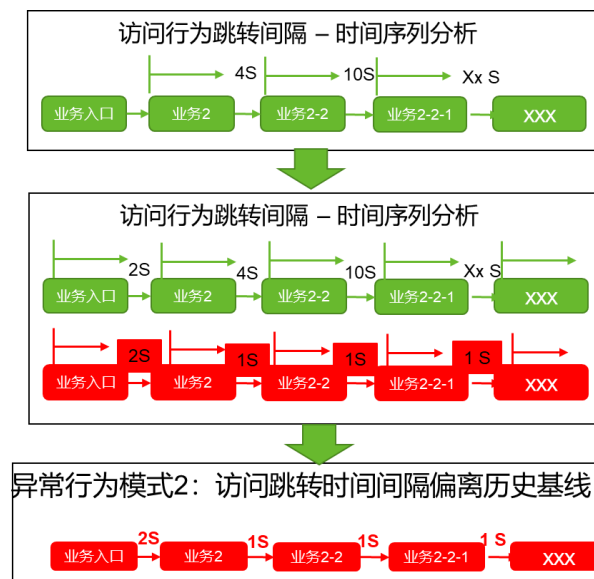 访问行为跳转间隔 – 时间序列分析
4S 10S Xx S
业务入口 业务2 业务2-2 业务2-2-1 XXX
访问行为跳转间隔 – 时间序列分析
2S 4S 10S Xx S
业务入口 业务2 业务2-2 业务2-2-1 XXX
2S 1S 1S 1 S
业务入口 业务2 业务2-2 业务2-2-1 XXX
异常行为模式2：访问跳转时间间隔偏离历史基线
2S 1S 1S 1 S
业务入口 业务2 业务2-2 业务2-2-1 XXX